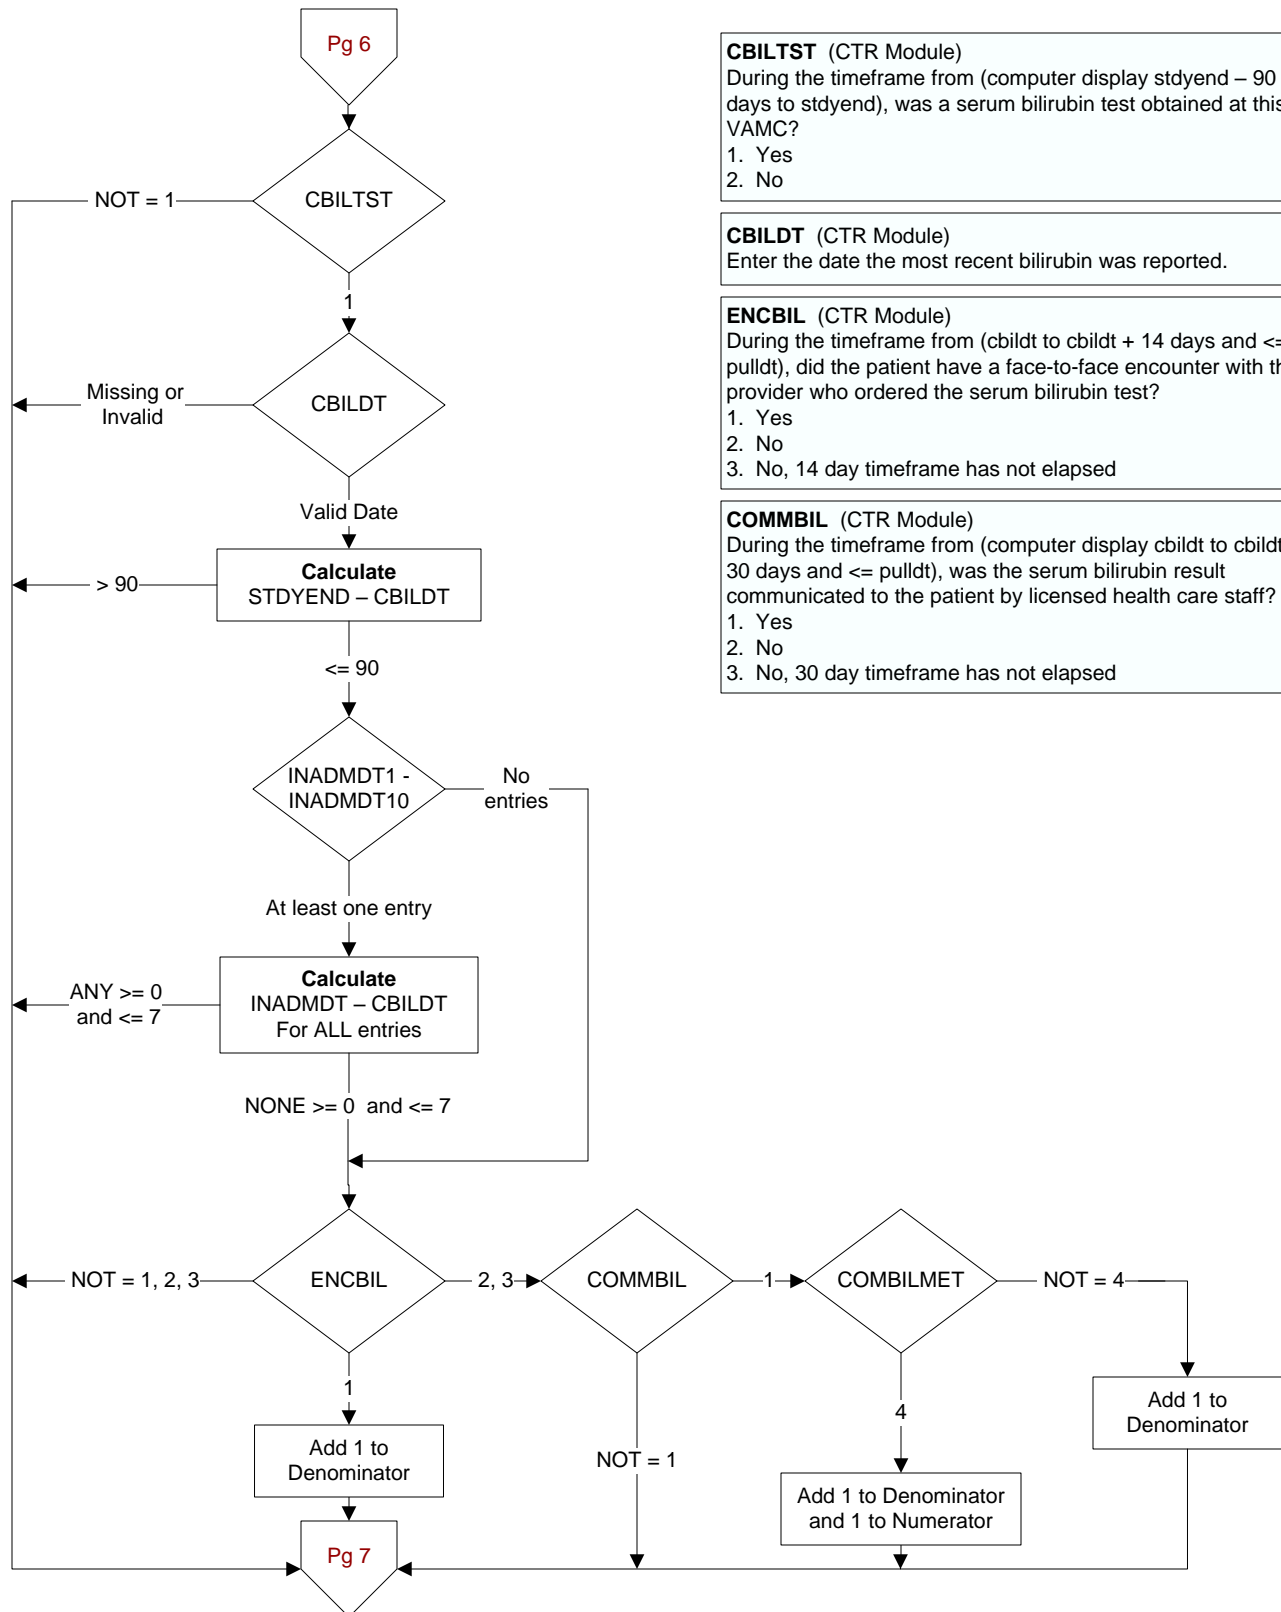 Pg 6
CBILTST (CTR Module)
During the timeframe from (computer display stdyend – 90
days to stdyend), was a serum bilirubin test obtained at this
VAMC?
1. Yes
2. No
CBILDT (CTR Module)
Enter the date the most recent bilirubin was reported.
ENCBIL (CTR Module)
During the timeframe from (cbildt to cbildt + 14 days and <=
pulldt), did the patient have a face-to-face encounter with
provider who ordered the serum bilirubin test?
1. Yes
2. No
3. No, 14 day timeframe has not elapsed
COMMBIL (CTR Module)
During the timeframe from (computer display cbildt to cbildt
30 days and <= pulldt), was the serum bilirubin result
communicated to the patient by licensed health care staff?
1. Yes
2. No
3. No, 30 day timeframe has not elapsed
CBILTST
NOT = 1
1
CBILDT
Missing or
Invalid
Valid Date
Calculate
STDYEND – CBILDT
> 90
<= 90
INADMDT1 -
INADMDT10
No
entries
At least one entry
Calculate
INADMDT – CBILDT
For ALL entries
ANY >= 0
and <= 7
NONE >= 0 and <= 7
NOT = 1, 2, 3
ENCBIL
2, 3
COMMBIL
1
COMBILMET
NOT = 4
1
Add 1 to
Denominator
NOT = 1
4
Add 1 to Denominator
and 1 to Numerator
Add 1 to
Denominator
Pg 7